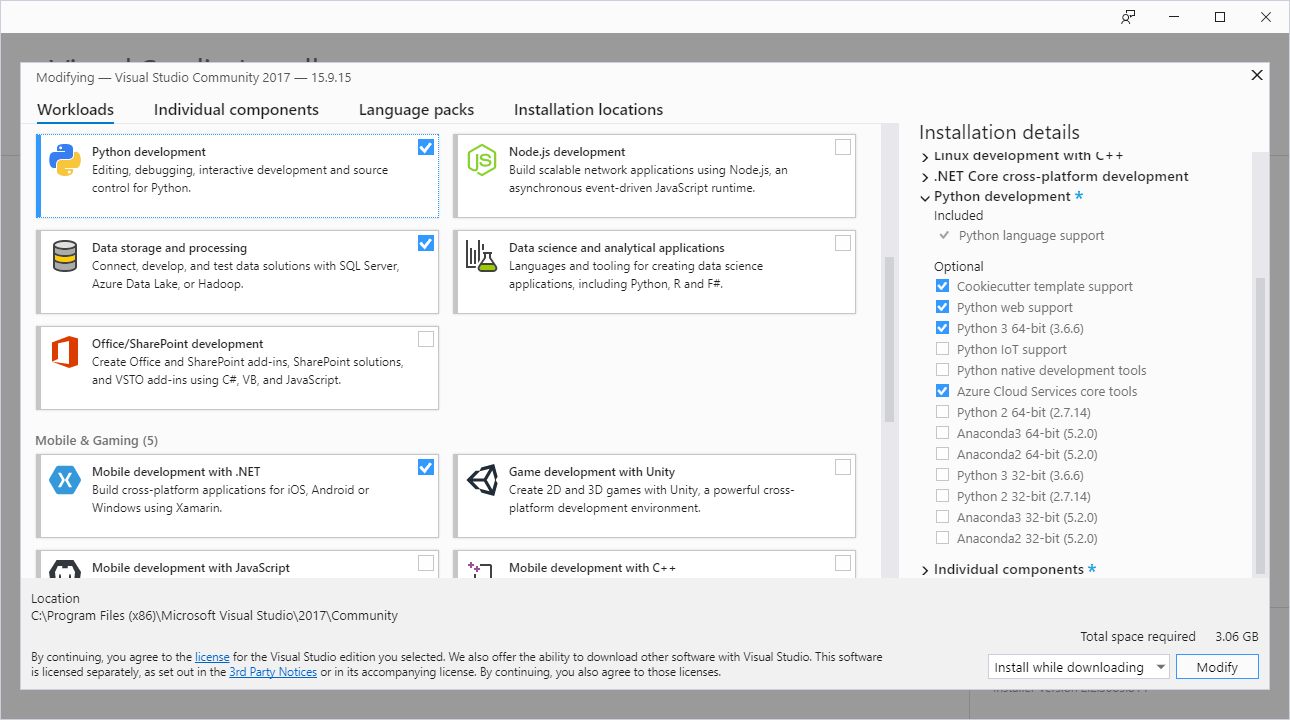 Modifying — Visual Studio Community 2017 — 15.9.15
Workloads
Individual components
Language packs
Installation locations
Python development
Editing, debugging, interactive development and source
control for Python.
Node.js development
Build scalable network applications using Node.js, an
asynchronous event-driven JavaScript runtime.
Data storage and processing
Connect, develop, and test data solutions with SQL Server,
Azure Data Lake, or Hadoop.
Data science and analytical applications
Languages and tooling for creating data science
applications, including Python, R and F#.
Office/SharePoint development
Create Office and SharePoint add-ins, SharePoint solutions,
and VSTO add-ins using C#, VB, and JavaScript.
Mobile & Gaming (5)
Mobile development with .NET
Build cross-platform applications for iOS, Android or
Windows using Xamarin.
Game development with Unity
Create 2D and 3D games with Unity, a powerful cross-
platform development environment.
Mobile development with JavaScript
Mobile development with C++
Installation details
Linux development with C++
.NET Core cross-platform development
Python development *
Included
Python language support
Optional
Cookiecutter template support
Python web support
Python 3 64-bit (3.6.6)
Python IoT support
Python native development tools
Azure Cloud Services core tools
Python 2 64-bit (2.7.14)
Anaconda3 64-bit (5.2.0)
Anaconda2 64-bit (5.2.0)
Python 3 32-bit (3.6.6)
Python 2 32-bit (2.7.14)
Anaconda3 32-bit (5.2.0)
Anaconda2 32-bit (5.2.0)
Individual components *
Location
C:\Program Files (x86)\Microsoft Visual Studio\2017\Community
By continuing, you agree to the license for the Visual Studio edition you selected. We also offer the ability to download other software with Visual Studio. This software
is licensed separately, as set out in the 3rd Party Notices or in its accompanying license. By continuing, you also agree to those licenses.
Total space required 3.06 GB
Install while downloading
Modify